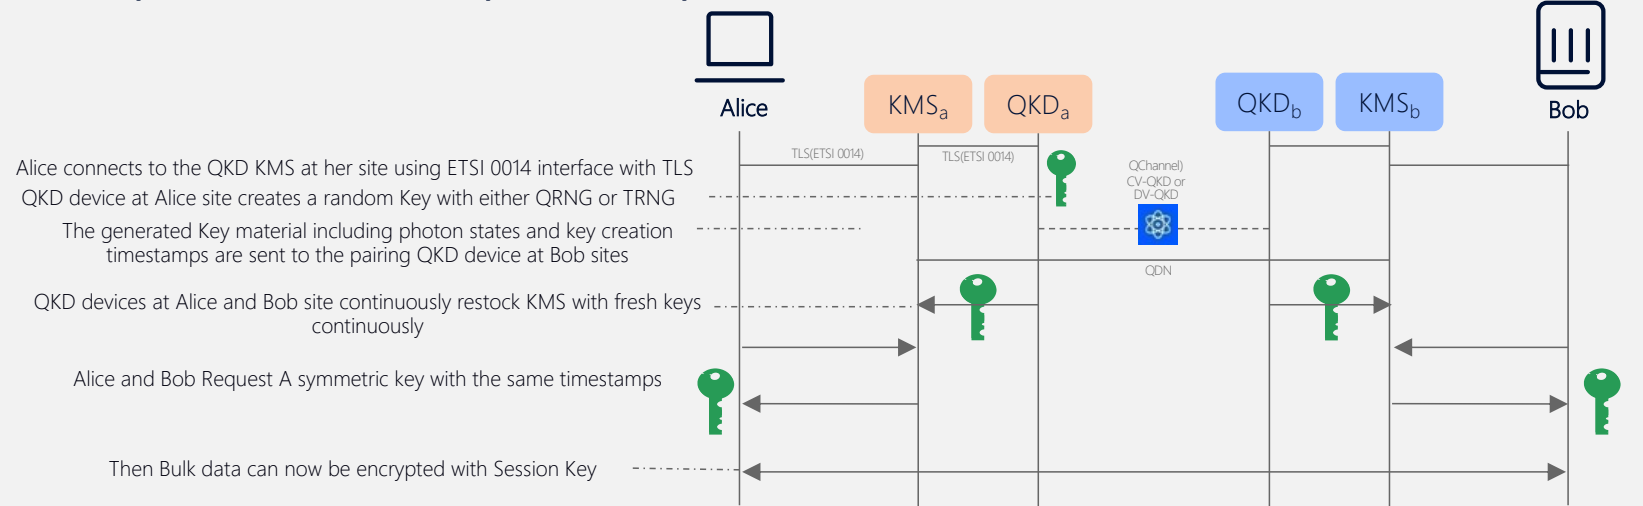 Alice
KMSa
QKDa
QKDb
KMSb
Bob
Alice connects to the QKD KMS at her site using ETSI 0014 interface with TLS
TLS(ETSI 0014)
TLS(ETSI 0014)
QChannel)
CV-QKD or
DV-QKD
QKD device at Alice site creates a random Key with either QRNG or TRNG
The generated Key material including photon states and key creation
timestamps are sent to the pairing QKD device at Bob sites
QDN
QKD devices at Alice and Bob site continuously restock KMS with fresh keys
continuously
Alice and Bob Request A symmetric key with the same timestamps
Then Bulk data can now be encrypted with Session Key